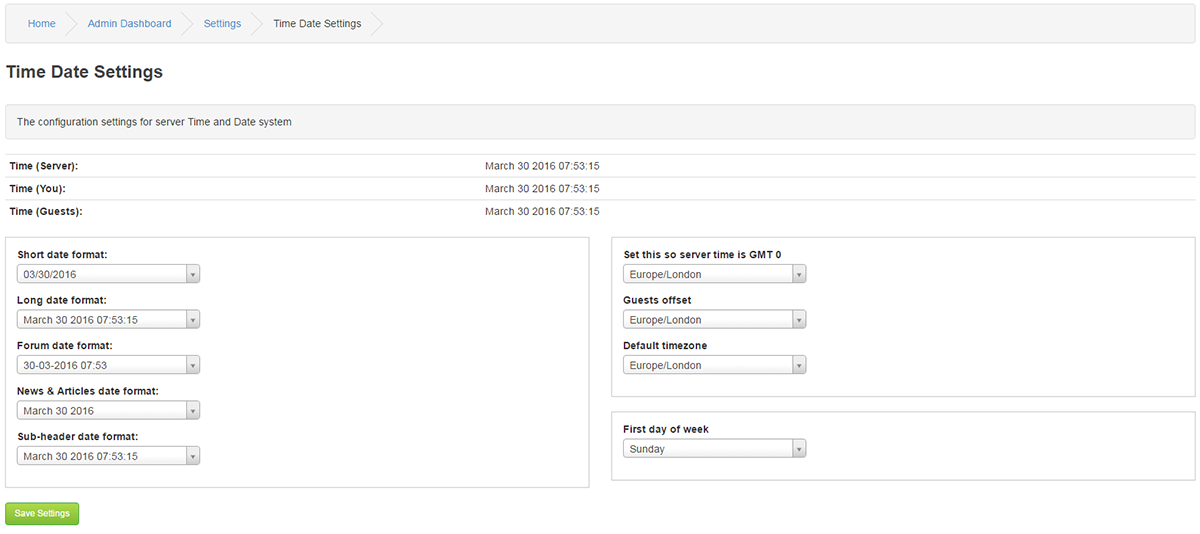 Home Admin Dashboard Settings Time Date Settings
Time Date Settings
The configuration settings for server Time and Date system
Time (Server): March 30 2016 07:53:15
Time (You): March 30 2016 07:53:15
Time (Guests): March 30 2016 07:53:15
Short date format:
03/30/2016
Long date format:
March 30 2016 07:53:15
Forum date format:
30-03-2016 07:53
News & Articles date format:
March 30 2016
Sub-header date format:
March 30 2016 07:53:15
Set this so server time is GMT 0
Europe/London
Guests offset
Europe/London
Default timezone
Europe/London
First day of week
Sunday
Save Settings